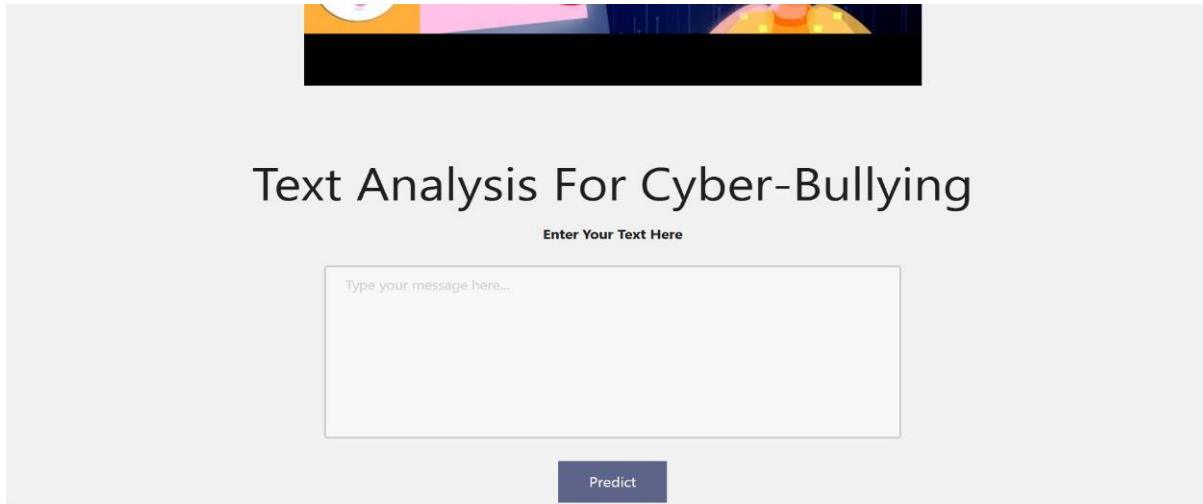 Text Analysis For Cyber-Bullying
Enter Your Text Here
Type your message here...
Predict